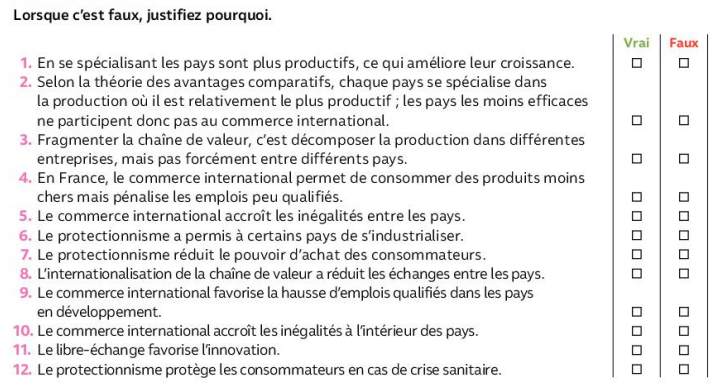 Lorsque c'est faux, justifiez pourquoi.
Vrai Faux
1. En se spécialisant les pays sont plus productifs, ce qui améliore leur croissance. □ □
2. Selon la théorie des avantages comparatifs, chaque pays se spécialise dans
la production où il est relativement le plus productif ; les pays les moins efficaces
ne participent donc pas au commerce international. □ □
3. Fragmenter la chaîne de valeur, c'est décomposer la production dans différentes
entreprises, mais pas forcément entre différents pays. □ □
4. En France, le commerce international permet de consommer des produits moins
chers mais pénalise les emplois peu qualifiés. □ □
5. Le commerce international accroît les inégalités entre les pays. □ □
6. Le protectionnisme a permis à certains pays de s'industrialiser. □ □
7. Le protectionnisme réduit le pouvoir d'achat des consommateurs. □ □
8. L'internationalisation de la chaîne de valeur a réduit les échanges entre les pays. □ □
9. Le commerce international favorise la hausse d'emplois qualifiés dans les pays
en développement. □ □
10. Le commerce international accroît les inégalités à l'intérieur des pays. □ □
11. Le libre-échange favorise l'innovation. □ □
12. Le protectionnisme protège les consommateurs en cas de crise sanitaire. □ □